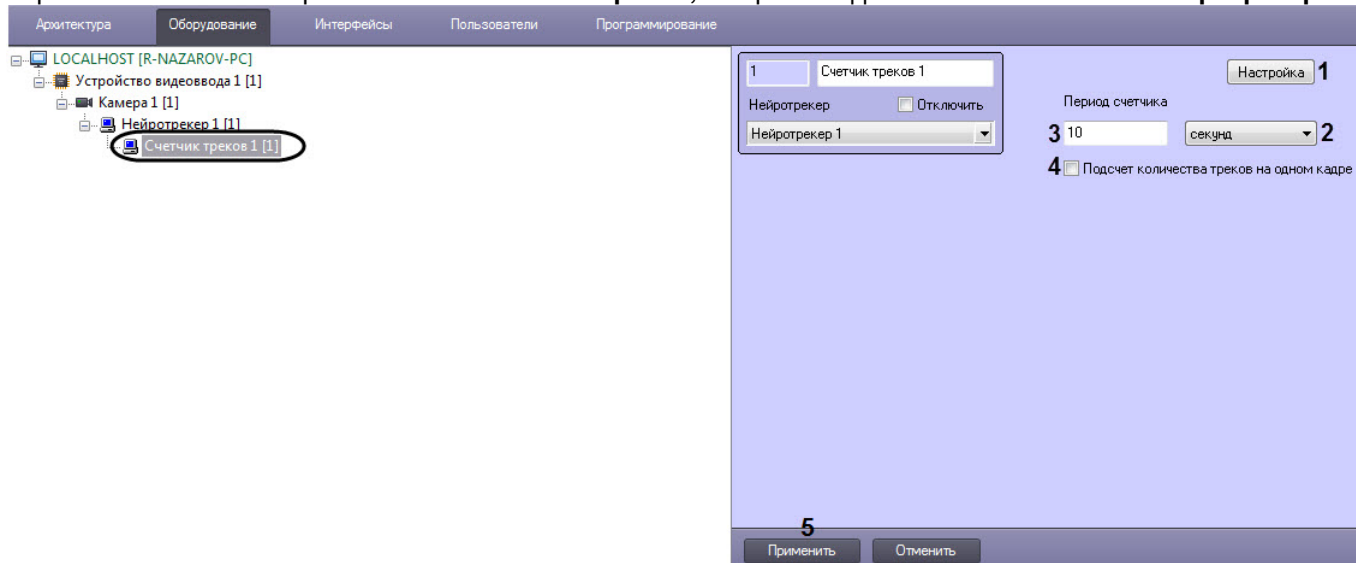 Архитектура Оборудование Интерфейсы Пользователи Программирование
LOCALHOST [R-NAZAROV-PC]
Устройство видеоввода 1 [1]
Камера 1 [1]
Нейротрекер 1 [1]
Счетчик треков 1 [1]
1 Счетчик треков 1
Нейротрекер Отключить
Нейротрекер 1
Настройка 1
Период счетчика
3 10 секунд 2
4 Подсчет количества треков на одном кадре
5
Применить Отменить